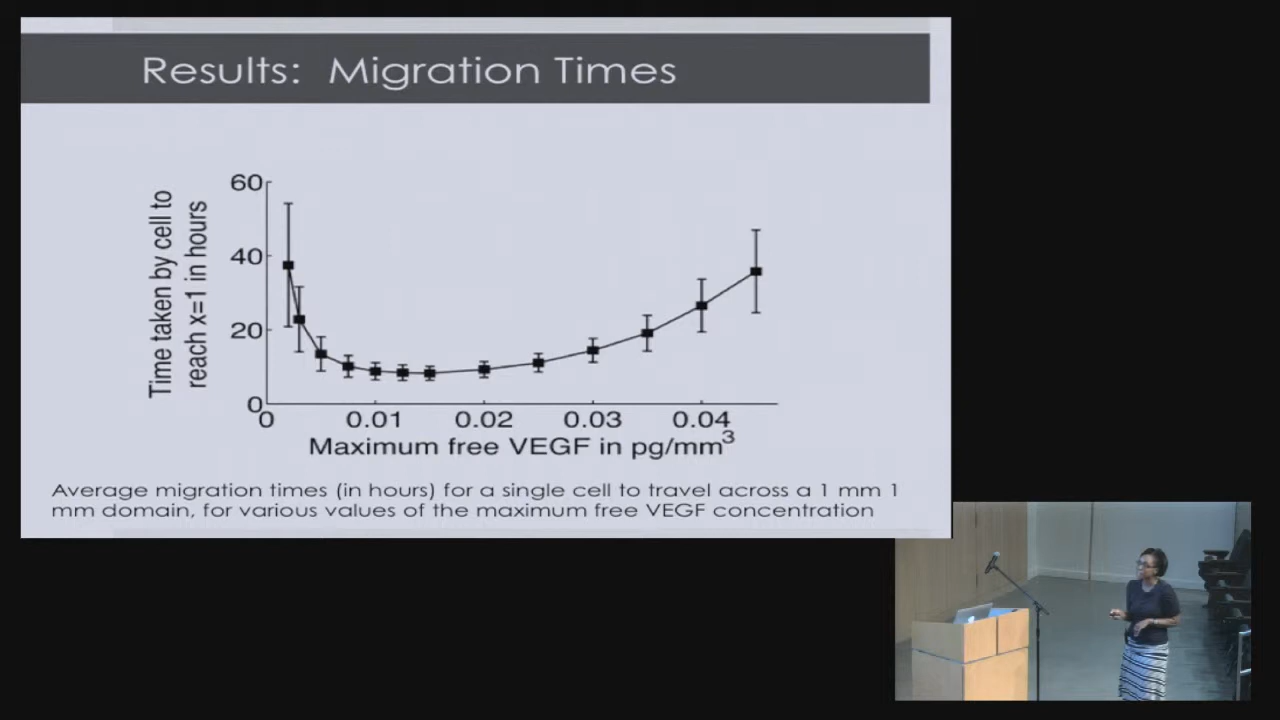 Results: Migration Times
Time taken by cell to
reach x=1 in hours
60
40
20
0
0
0.01
0.02
0.03
0.04
Maximum free VEGF in pg/mm³
Average migration times (in hours) for a single cell to travel across a 1 mm 1
mm domain, for various values of the maximum free VEGF concentration